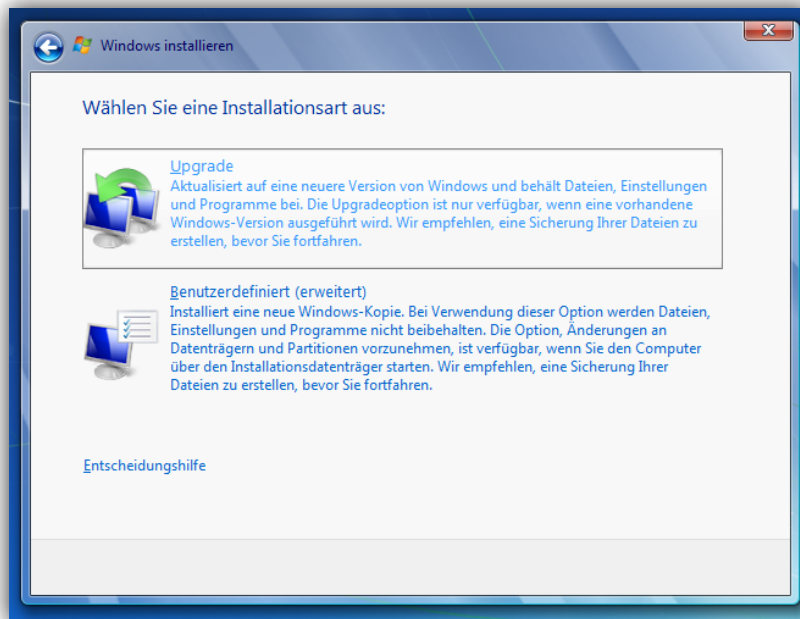 Windows installieren
Wählen Sie eine Installationsart aus:
Upgrade
Aktualisiert auf eine neuere Version von Windows und behält Dateien, Einstellungen
und Programme bei. Die Upgradeoption ist nur verfügbar, wenn eine vorhandene
Windows-Version ausgeführt wird. Wir empfehlen, eine Sicherung Ihrer Dateien zu
erstellen, bevor Sie fortfahren.
Benutzerdefiniert (erweitert)
Installiert eine neue Windows-Kopie. Bei Verwendung dieser Option werden Dateien,
Einstellungen und Programme nicht beibehalten. Die Option, Änderungen an
Datenträgern und Partitionen vorzunehmen, ist verfügbar, wenn Sie den Computer
über den Installationsdatenträger starten. Wir empfehlen, eine Sicherung Ihrer
Dateien zu erstellen, bevor Sie fortfahren.
Entscheidungshilfe